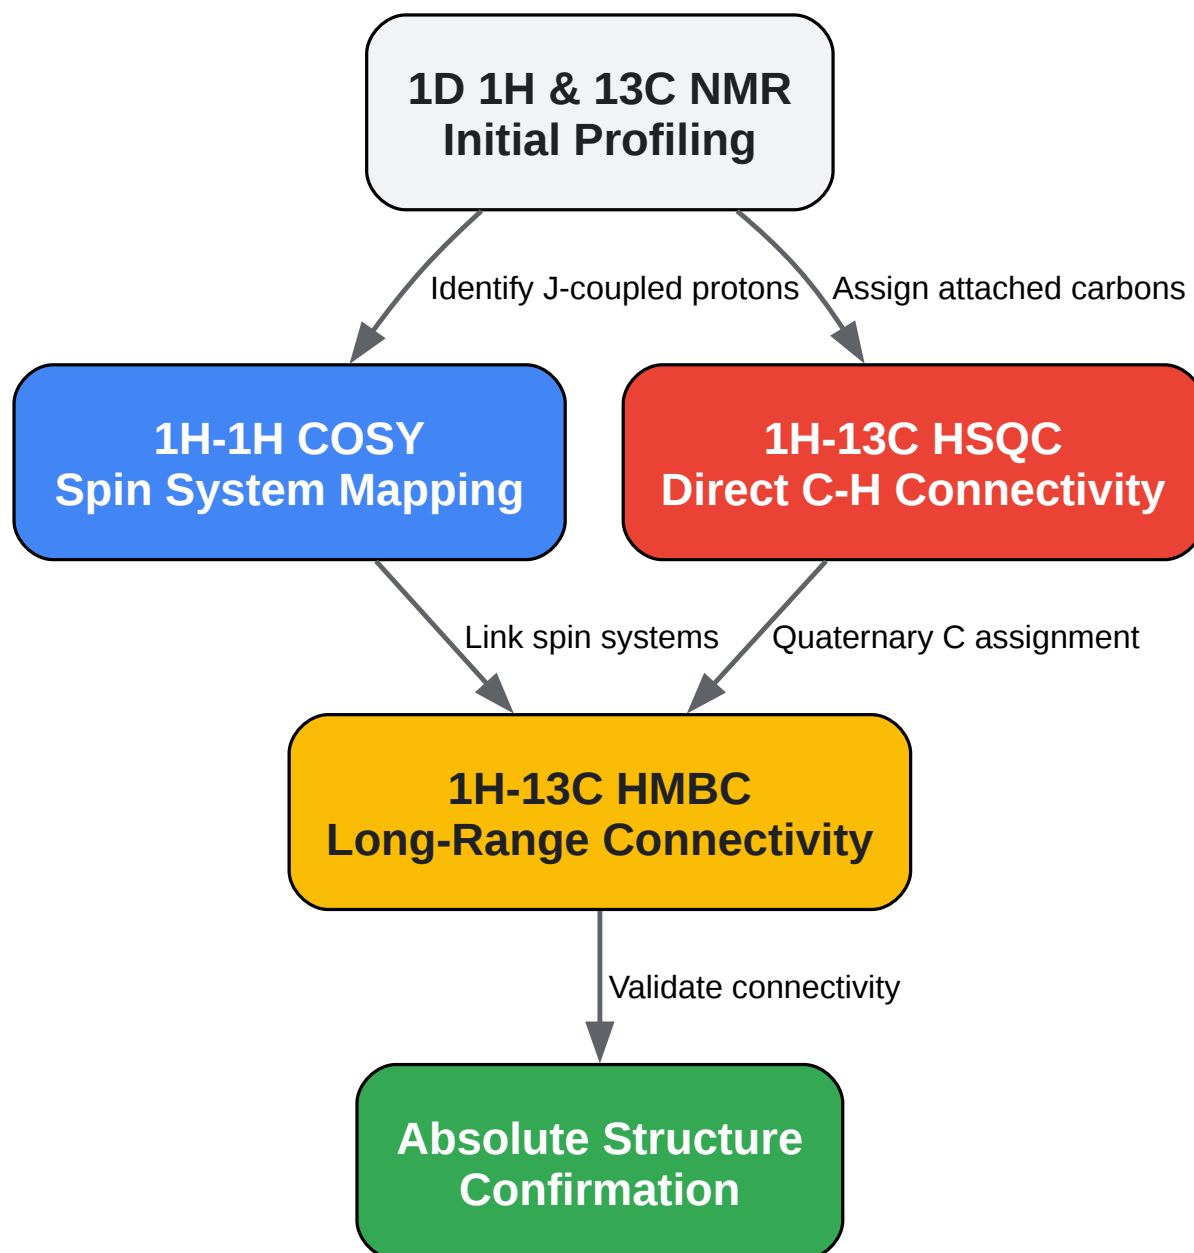 1D 1H & 13C NMR
Initial Profiling
Identify J-coupled protons
Assign attached carbons
1H-1H COSY
Spin System Mapping
1H-13C HSQC
Direct C-H Connectivity
Link spin systems
Quaternary C assignment
1H-13C HMBC
Long-Range Connectivity
Validate connectivity
Absolute Structure
Confirmation